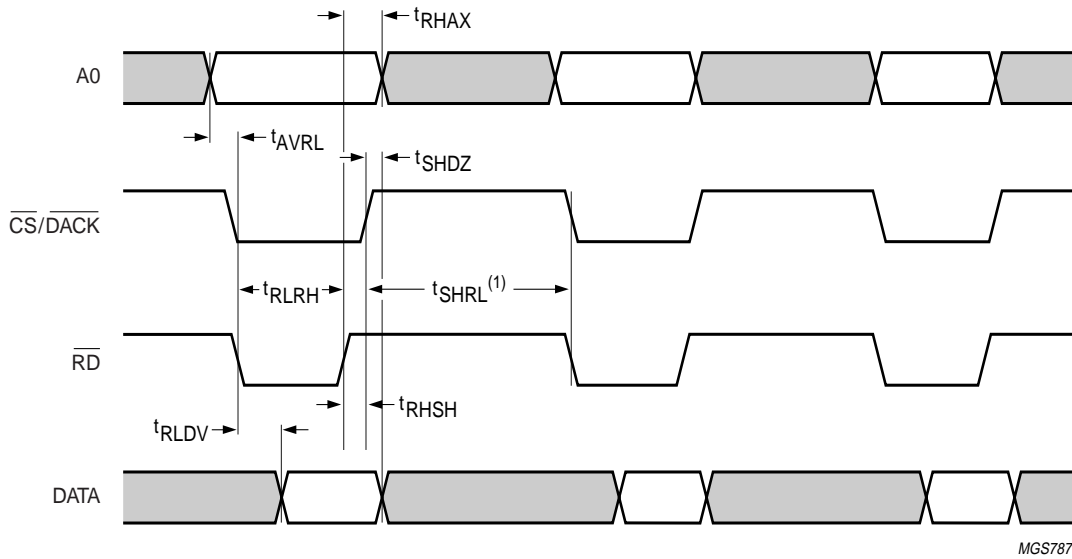 tRHAX
A0
tAVRL
tSHDZ
CS/DACK
tRLRH
tSHRL(1)
RD
tRHSH
tRLDV
DATA
MGS787